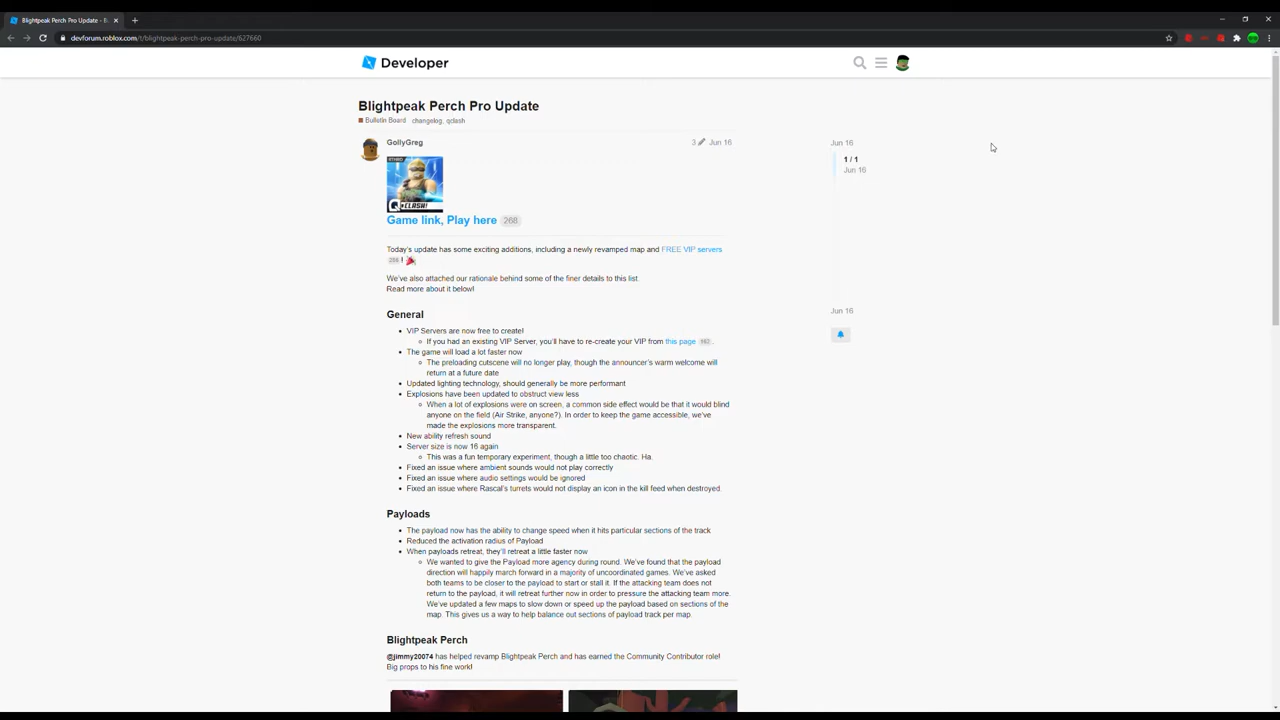 Blightpeak Perch Pro Update - B
devforum.roblox.com/t/blightpeak-perch-pro-update/627660
Developer
Blightpeak Perch Pro Update
Bulletin Board changelog, qclash
GollyGreg
3 Jun 16
Q CLASH!
Game link, Play here 268
Today's update has some exciting additions, including a newly revamped map and FREE VIP servers
!
We've also attached our rationale behind some of the finer details to this list.
Read more about it below!
General
• VIP Servers are now free to create!
If you had an existing VIP Server, you'll have to re-create your VIP from this page .
• The game will load a lot faster now
The preloading cutscene will no longer play, though the announcer's warm welcome will
return at a future date
• Updated lighting technology, should generally be more performant
• Explosions have been updated to obstruct view less
When a lot of explosions were on screen, a common side effect would be that it would blind
anyone on the field (Air Strike, anyone?). In order to keep the game accessible, we've
made the explosions more transparent.
• New ability refresh sound
• Server size is now 16 again
This was a fun temporary experiment, though a little too chaotic. Ha.
• Fixed an issue where ambient sounds would not play correctly
• Fixed an issue where audio settings would be ignored
• Fixed an issue where Rascal's turrets would not display an icon in the kill feed when destroyed.
Payloads
• The payload now has the ability to change speed when it hits particular sections of the track
• Reduced the activation radius of Payload
• When payloads retreat, they'll retreat a little faster now
We wanted to give the Payload more agency during round. We've found that the payload
direction will happily march forward in a majority of uncoordinated games. We've asked
both teams to be closer to the payload to start or stall it. If the attacking team does not
return to the payload, it will retreat further now in order to pressure the attacking team more.
We've updated a few maps to slow down or speed up the payload based on sections of the
map. This gives us a way to help balance out sections of payload track per map.
Blightpeak Perch
@jimmy20074 has helped revamp Blightpeak Perch and has earned the Community Contributor role!
Big props to his fine work!
Jun 16
1 / 1
Jun 16
Jun 16